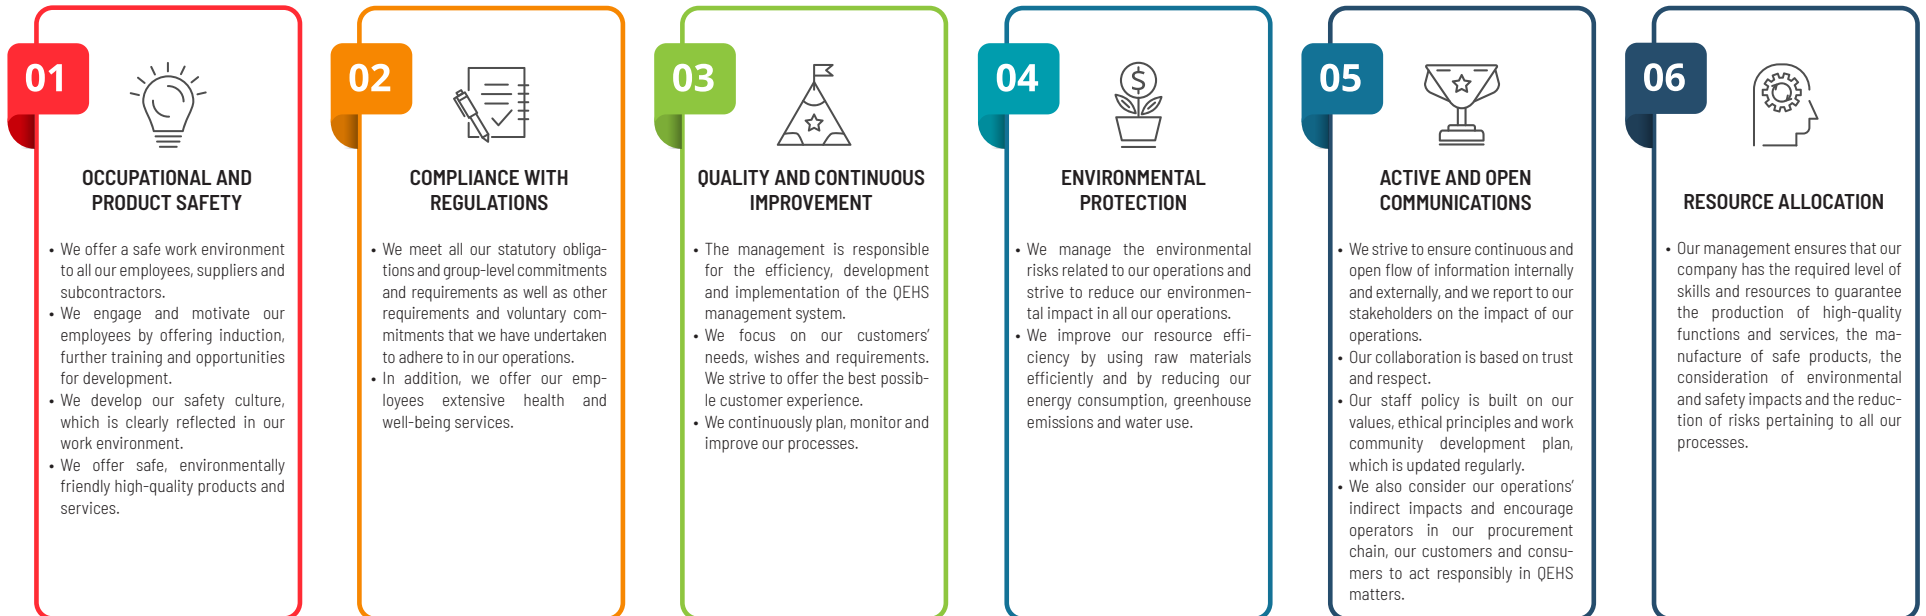 01
OCCUPATIONAL AND
PRODUCT SAFETY
• We offer a safe work environment
to all our employees, suppliers and
subcontractors.
• We engage and motivate our
employees by offering induction,
further training and opportunities
for development.
• We develop our safety culture,
which is clearly reflected in our
work environment.
• We offer safe, environmentally
friendly high-quality products and
services.
02
COMPLIANCE WITH
REGULATIONS
• We meet all our statutory obliga-
tions and group-level commitments
and requirements as well as other
requirements and voluntary com-
mitments that we have undertaken
to adhere to in our operations.
• In addition, we offer our emp-
loyees extensive health and
well-being services.
03
QUALITY AND CONTINUOUS
IMPROVEMENT
• The management is responsible
for the efficiency, development
and implementation of the QEHS
management system.
• We focus on our customers’
needs, wishes and requirements.
We strive to offer the best possib-
le customer experience.
• We continuously plan, monitor and
improve our processes.
04
$
ENVIRONMENTAL
PROTECTION
• We manage the environmental
risks related to our operations and
strive to reduce our environmen-
tal impact in all our operations.
• We improve our resource effi-
ciency by using raw materials
efficiently and by reducing our
energy consumption, greenhouse
emissions and water use.
05
ACTIVE AND OPEN
COMMUNICATIONS
• We strive to ensure continuous and
open flow of information internally
and externally, and we report to our
stakeholders on the impact of our
operations.
• Our collaboration is based on trust
and respect.
• Our staff policy is built on our
values, ethical principles and work
community development plan,
which is updated regularly.
• We also consider our operations’
indirect impacts and encourage
operators in our procurement
chain, our customers and consu-
mers to act responsibly in QEHS
matters.
06
RESOURCE ALLOCATION
• Our management ensures that our
company has the required level of
skills and resources to guarantee
the production of high-quality
functions and services, the ma-
nufacture of safe products, the
consideration of environmental
and safety impacts and the reduc-
tion of risks pertaining to all our
processes.